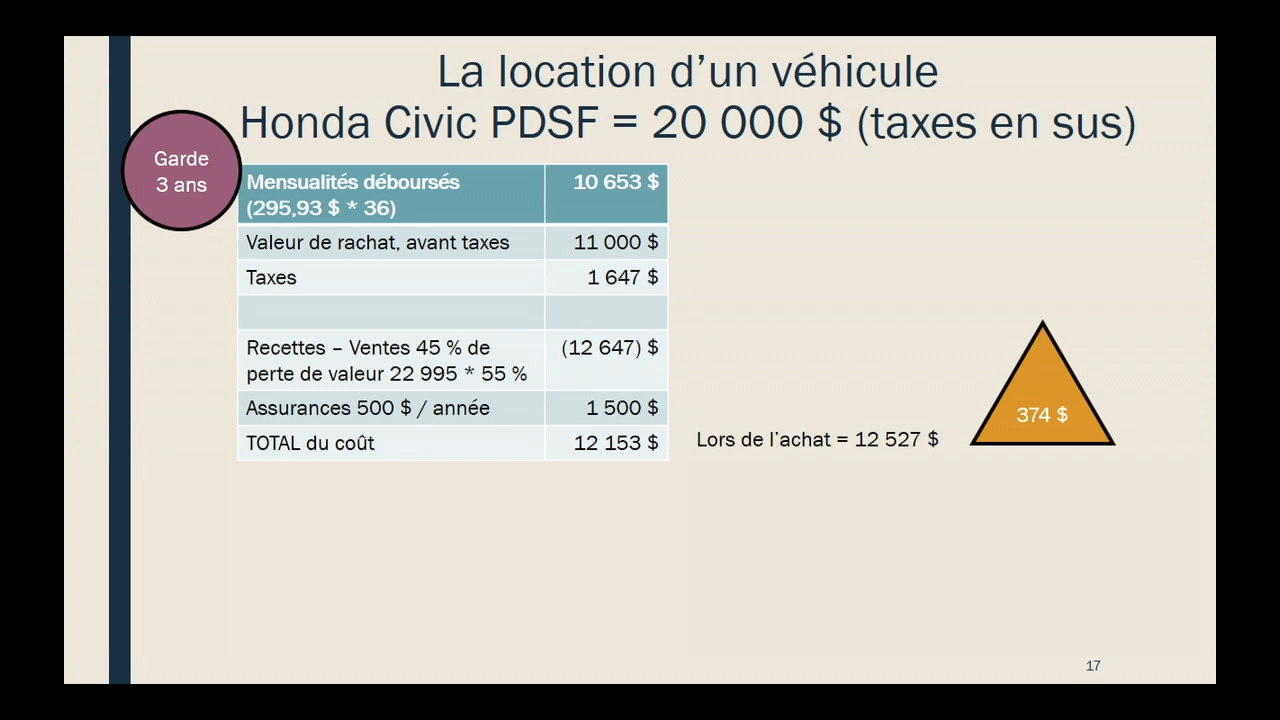 La location d’un véhicule
Honda Civic PDSF = 20 000 $ (taxes en sus)
Garde
3 ans
Mensualités déboursés 10 653 $
(295,93 $ * 36)
Valeur de rachat, avant taxes 11 000 $
Taxes 1 647 $
Recettes – Ventes 45 % de (12 647) $
perte de valeur 22 995 * 55 %
Assurances 500 $ / année 1 500 $
TOTAL du coût 12 153 $
Lors de l’achat = 12 527 $
374 $
17